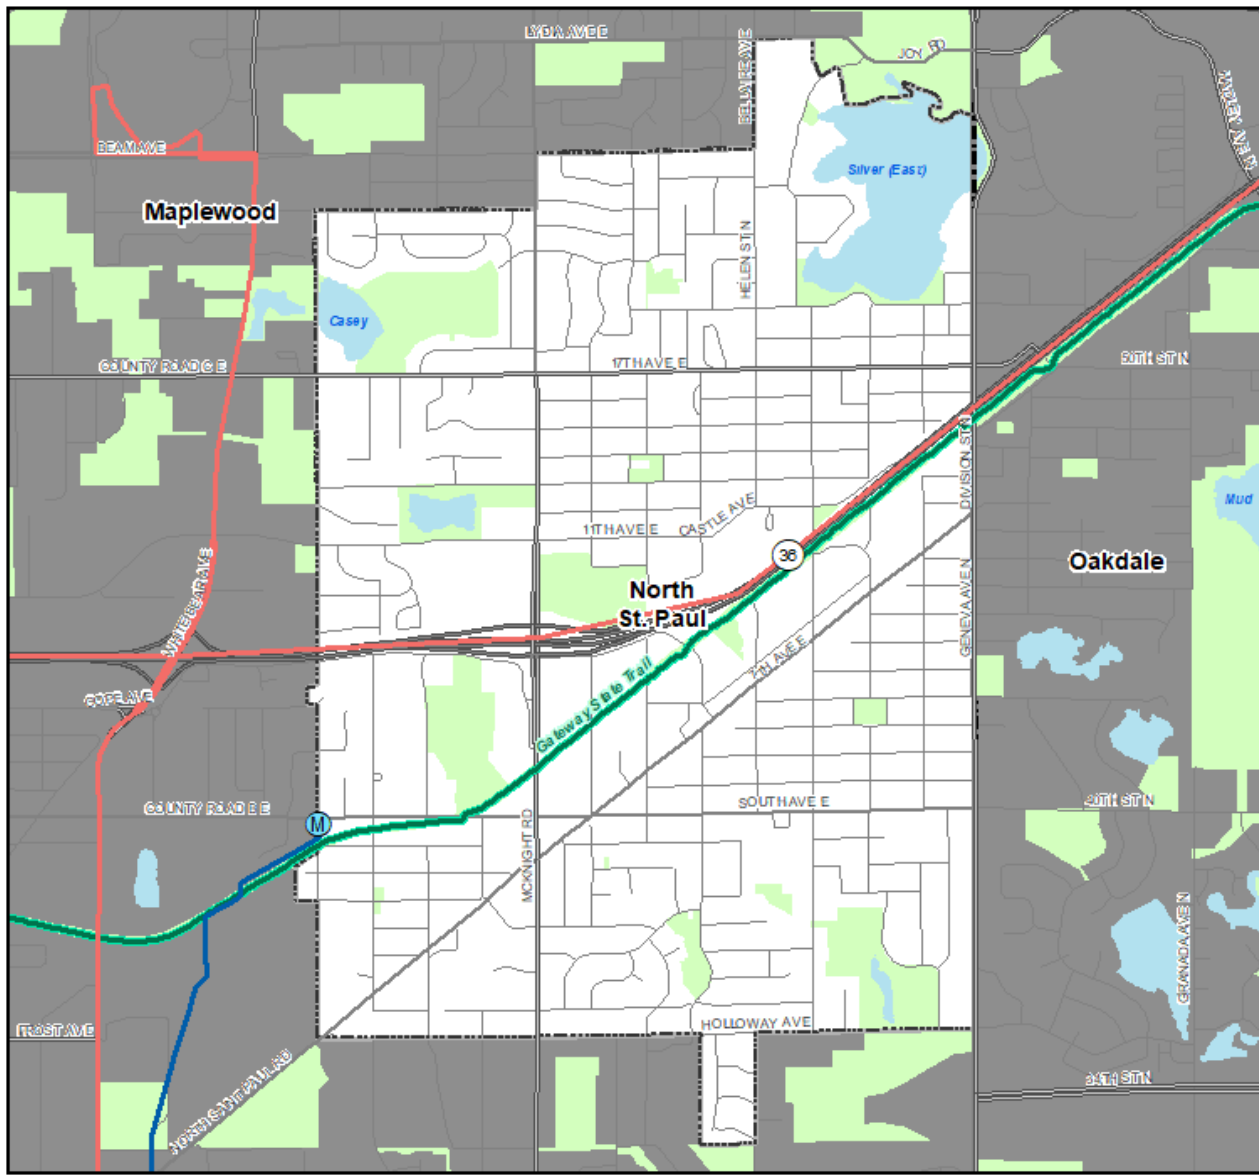 LYDIA AVE E
JOY RD
BELLAIRE AVE
BEAM AVE
Maplewood
Silver (East)
HELEN ST N
Casey
COUNTY ROAD C E
17TH AVE E
50TH ST N
DIVISION ST N
Mud
11TH AVE E
CASTLE AVE
36
Oakdale
North
St. Paul
WHITE BEAR AVE
GENEVA AVE N
7TH AVE E
COPE AVE
Gateway State Trail
COUNTY ROAD B E
M
SOUTH AVE E
40TH ST N
MCKNIGHT RD
GRANADA AVE N
FROST AVE
HOLLOWAY AVE
NORTH SAINT PAUL RD
34TH ST N